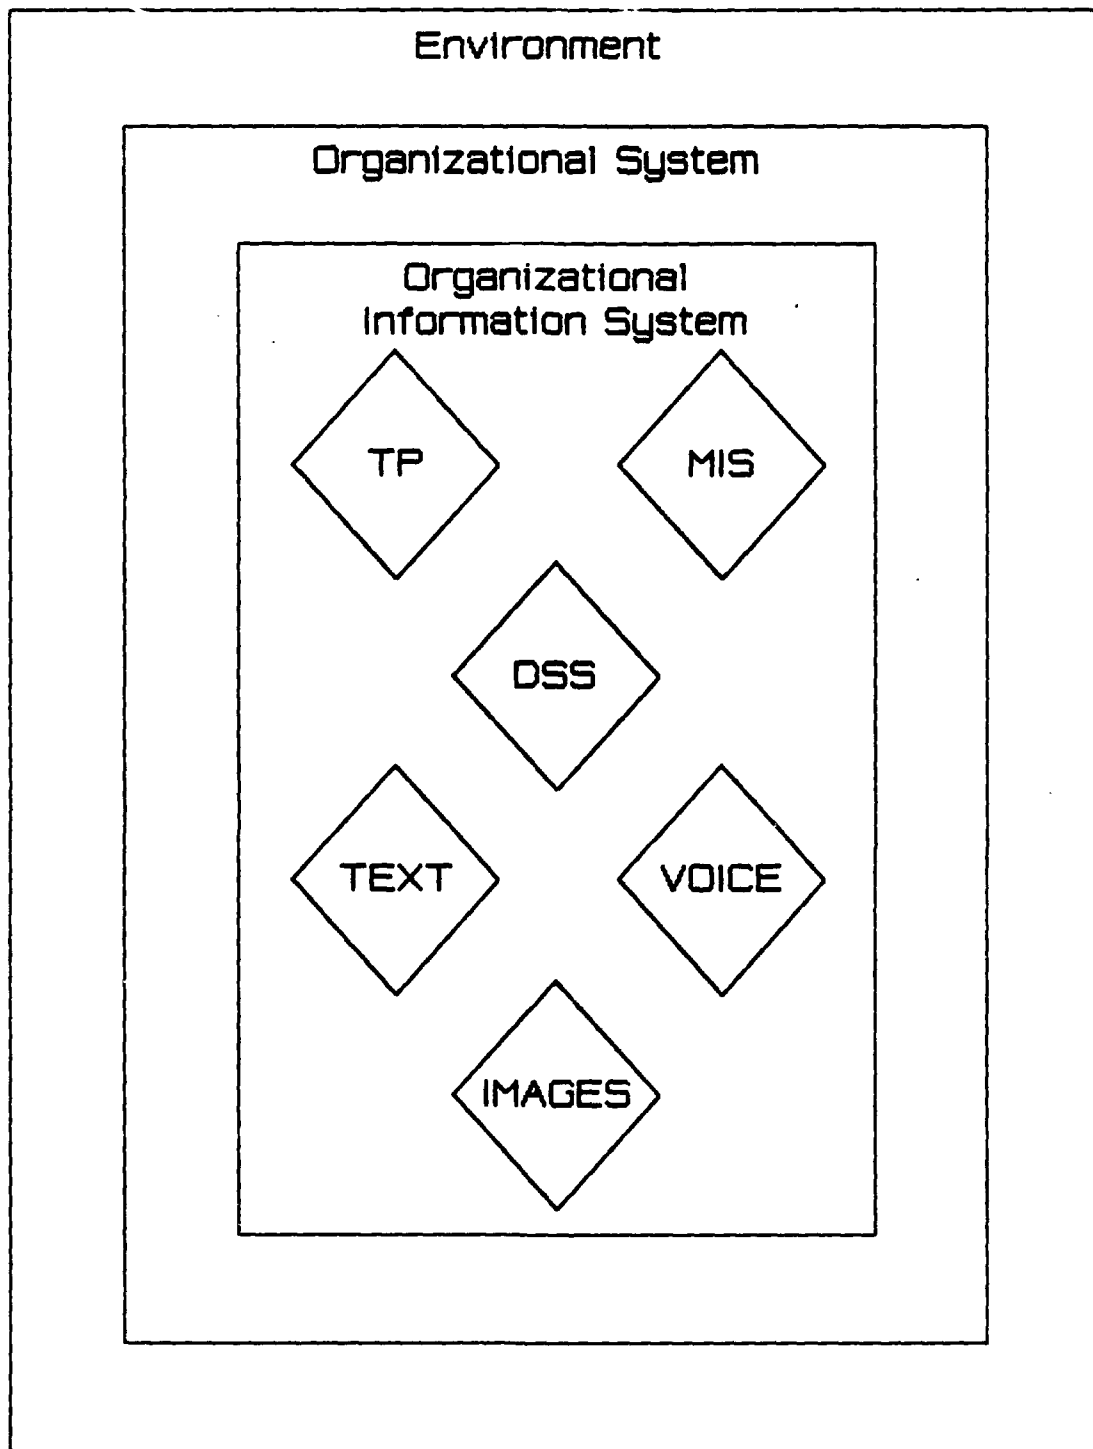 Environment
Organizational System
Organizational
Information System
TP
MIS
DSS
TEXT
VOICE
IMAGES